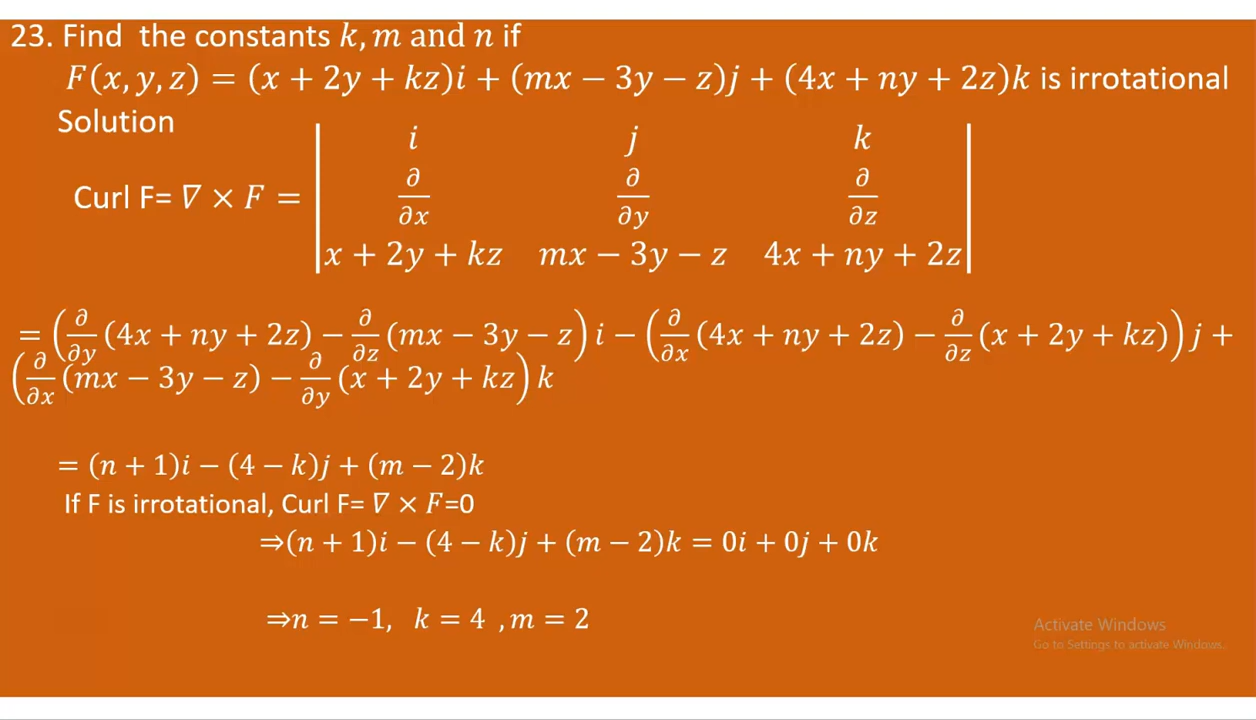 23. Find the constants k, m and n if
F(x, y, z) = (x + 2y + kz)i + (mx − 3y − z)j + (4x + ny + 2z)k is irrotational
Solution
i j k
Curl F= ∇ × F = ∂/∂x ∂/∂y ∂/∂z
x + 2y + kz mx − 3y − z 4x + ny + 2z
= (∂/∂y (4x + ny + 2z) − ∂/∂z (mx − 3y − z)) i − (∂/∂x (4x + ny + 2z) − ∂/∂z (x + 2y + kz)) j +
(∂/∂x (mx − 3y − z) − ∂/∂y (x + 2y + kz)) k
= (n + 1)i − (4 − k)j + (m − 2)k
If F is irrotational, Curl F= ∇ × F=0
⇒(n + 1)i − (4 − k)j + (m − 2)k = 0i + 0j + 0k
⇒n = −1, k = 4 , m = 2
Activate Windows
Go to Settings to activate Windows.